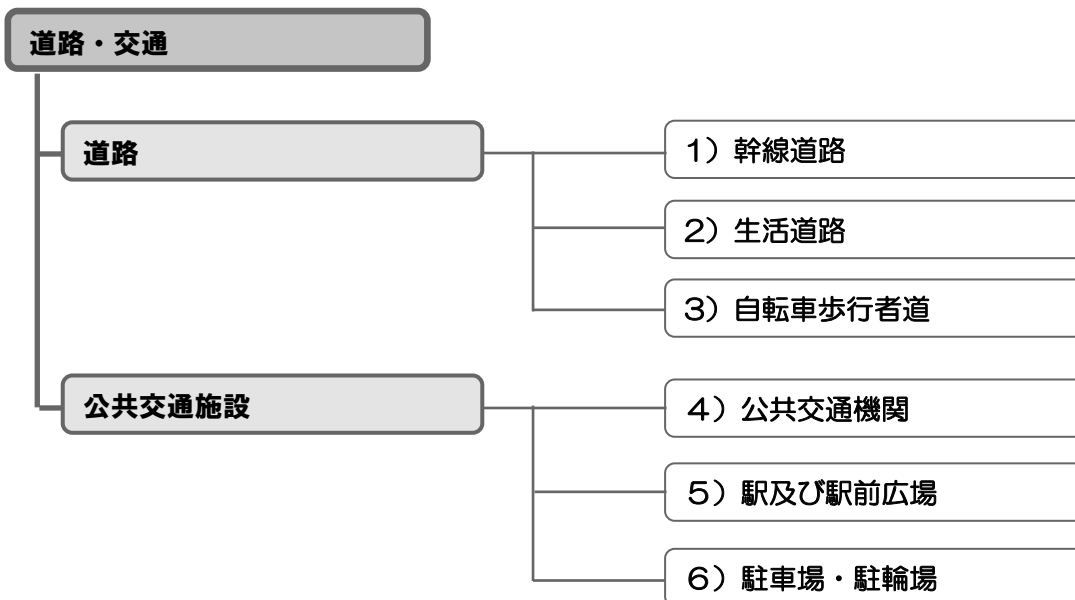 道路・交通
道路
1）幹線道路
2）生活道路
3）自転車歩行者道
公共交通施設
4）公共交通機関
5）駅及び駅前広場
6）駐車場・駐輪場